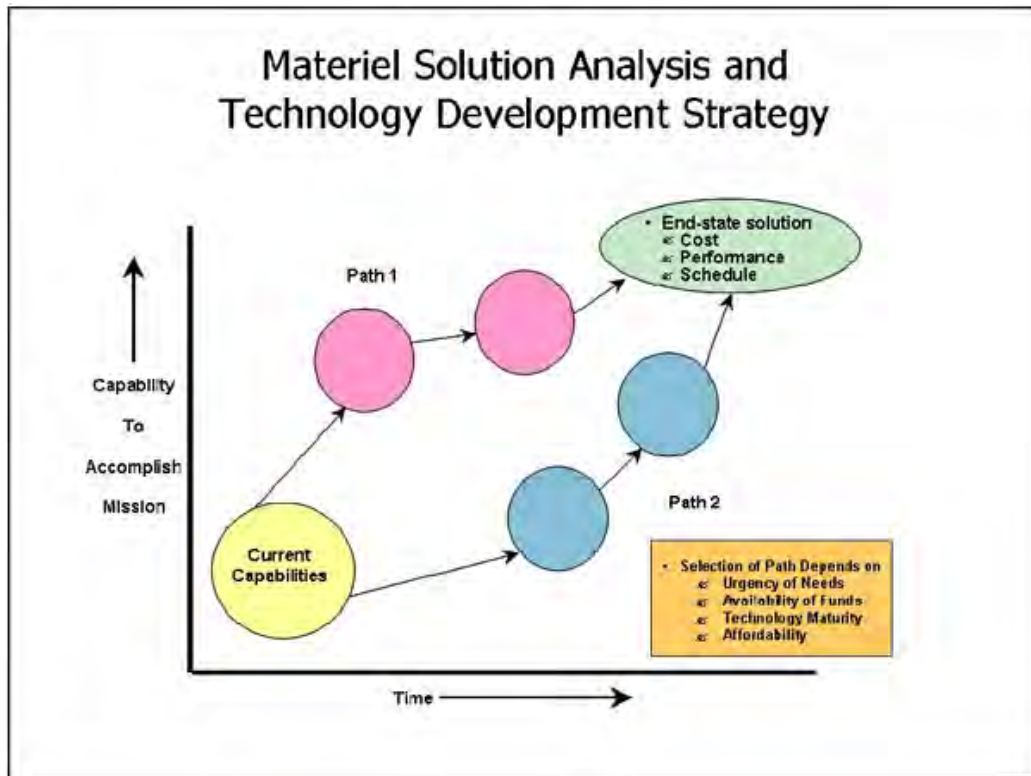 Materiel Solution Analysis and
Technology Development Strategy
• End-state solution
Cost
Performance
Schedule
Path 1
Capability
To
Accomplish
Mission
Current
Capabilities
Path 2
• Selection of Path Depends on
Urgency of Needs
Availability of Funds
Technology Maturity
Affordability
Time